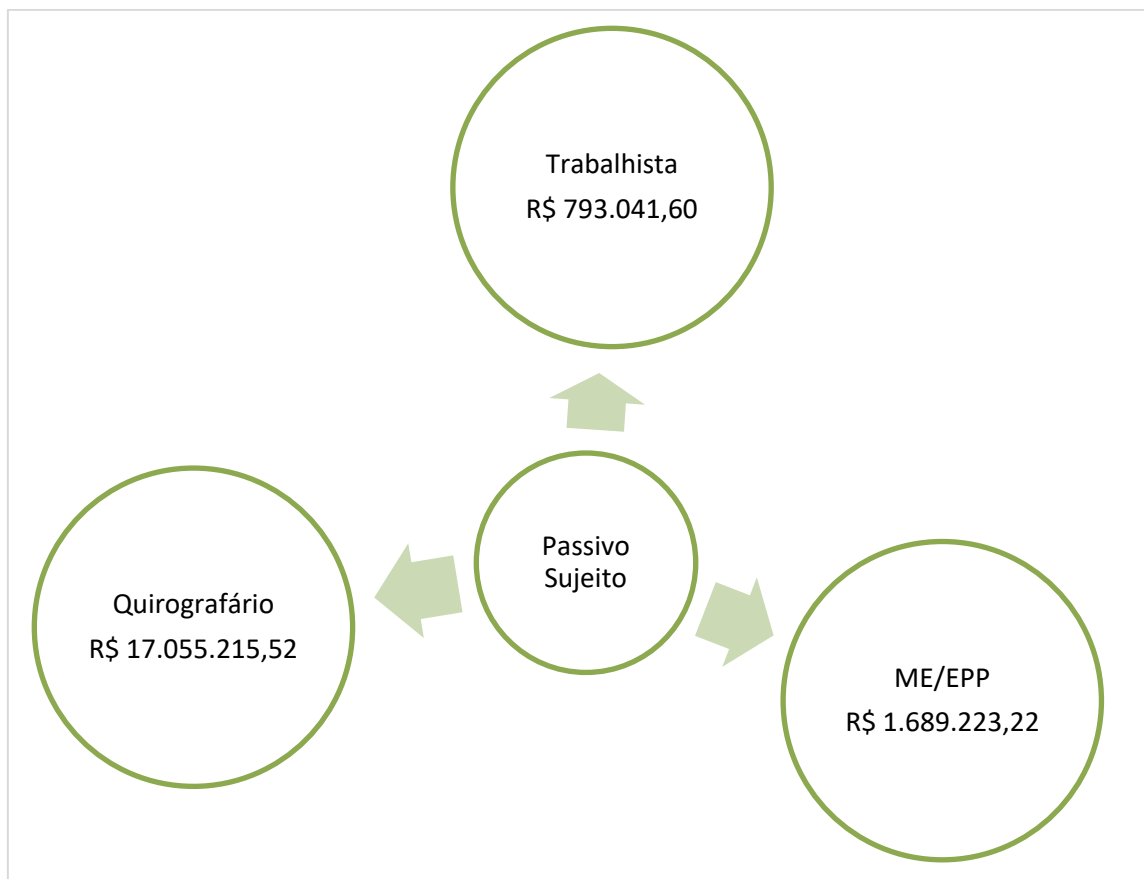 Trabalhista
R$ 793.041,60
Passivo
Sujeito
Quirografário
R$ 17.055.215,52
ME/EPP
R$ 1.689.223,22